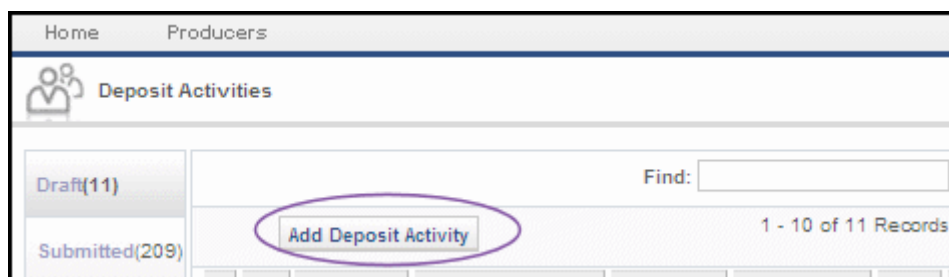 Home Producers
Deposit Activities
Draft(11)
Find:
Add Deposit Activity
1 - 10 of 11 Records
Submitted(209)